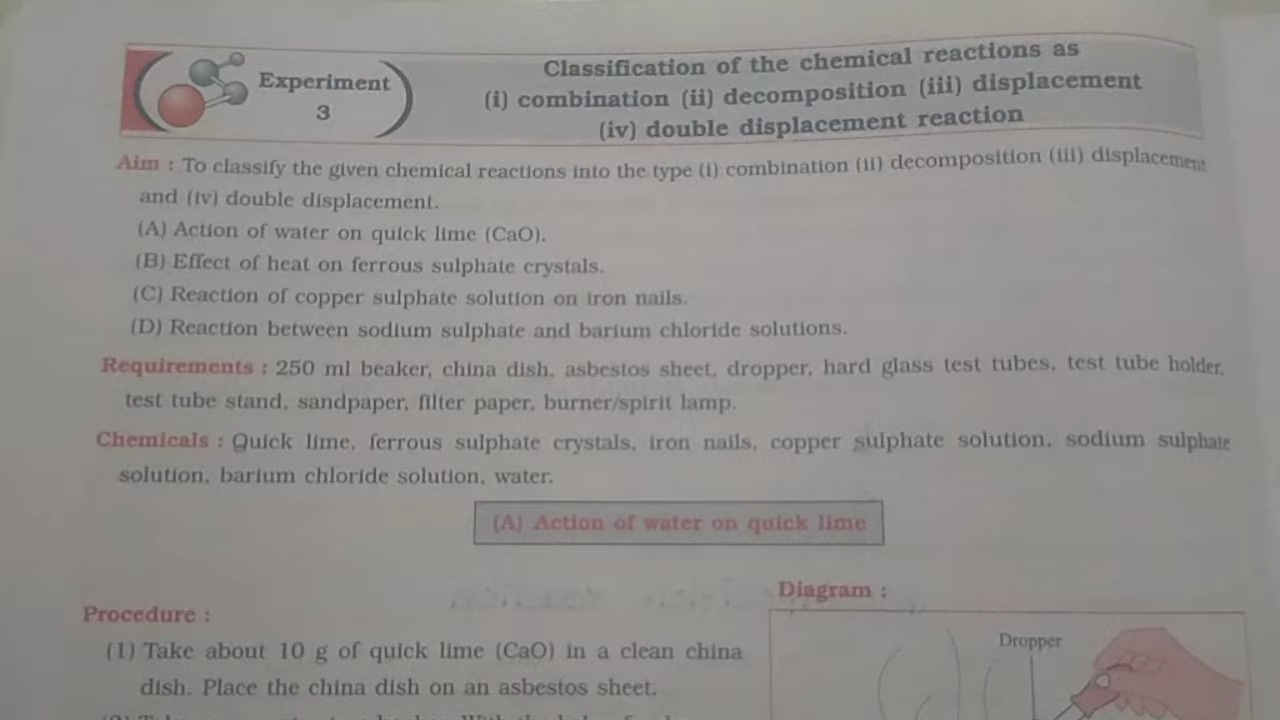 Experiment
3
Classification of the chemical reactions as
(i) combination (ii) decomposition (iii) displacement
(iv) double displacement reaction
Aim : To classify the given chemical reactions into the type (i) combination (ii) decomposition (iii) displacement
and (iv) double displacement.
(A) Action of water on quick lime (CaO).
(B) Effect of heat on ferrous sulphate crystals.
(C) Reaction of copper sulphate solution on iron nails.
(D) Reaction between sodium sulphate and barium chloride solutions.
Requirements : 250 ml beaker, china dish, asbestos sheet, dropper, hard glass test tubes, test tube holder,
test tube stand, sandpaper, filter paper, burner/spirit lamp.
Chemicals : Quick lime, ferrous sulphate crystals, iron nails, copper sulphate solution, sodium sulphate
solution, barium chloride solution, water.
(A) Action of water on quick lime
Procedure :
(1) Take about 10 g of quick lime (CaO) in a clean china
dish. Place the china dish on an asbestos sheet.
Diagram :
Dropper